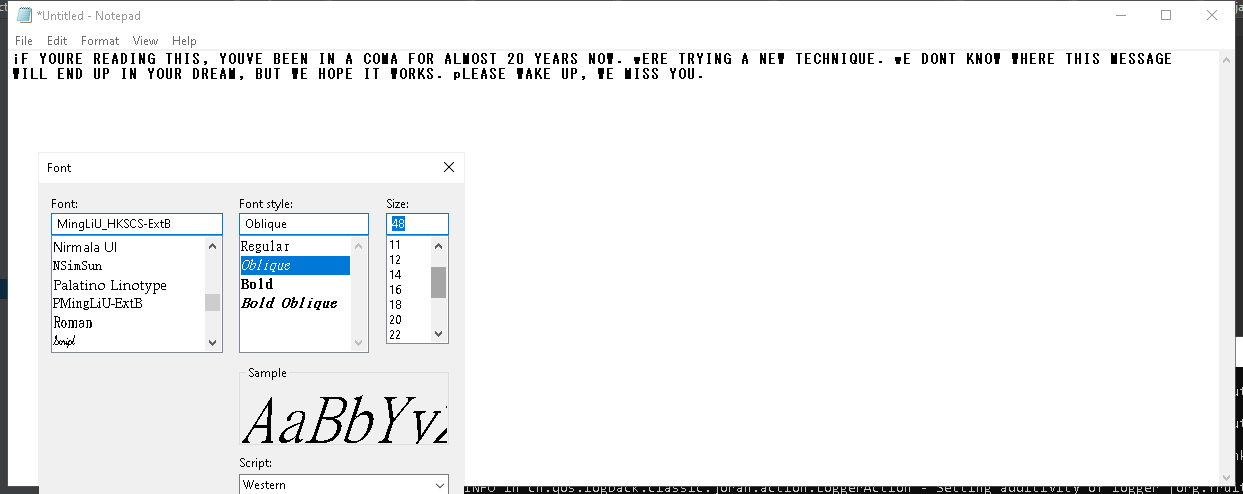 *Untitled - Notepad
File Edit Format View Help
iF YOURE READING THIS, YOUVE BEEN IN A COMA FOR ALMOST 20 YEARS NOW. wERE TRYING A NEW TECHNIQUE. wE DONT KNOW WHERE THIS MESSAGE
WILL END UP IN YOUR DREAM, BUT WE HOPE IT WORKS. pLEASE WAKE UP, WE MISS YOU.
Font
Font: Font style: Size:
MingLiU_HKSCS-ExtB Oblique 48
Nirmala UI Regular 11
NSimSun Oblique 12
Palatino Linotype Bold 14
PMingLiU-ExtB Bold Oblique 16
Roman 18
Script 20
22
Sample
AaBbYy
Script:
Western
INFO in ch.qos.logback.classic.joran.action.LoggerAction - Setting additivity of logger